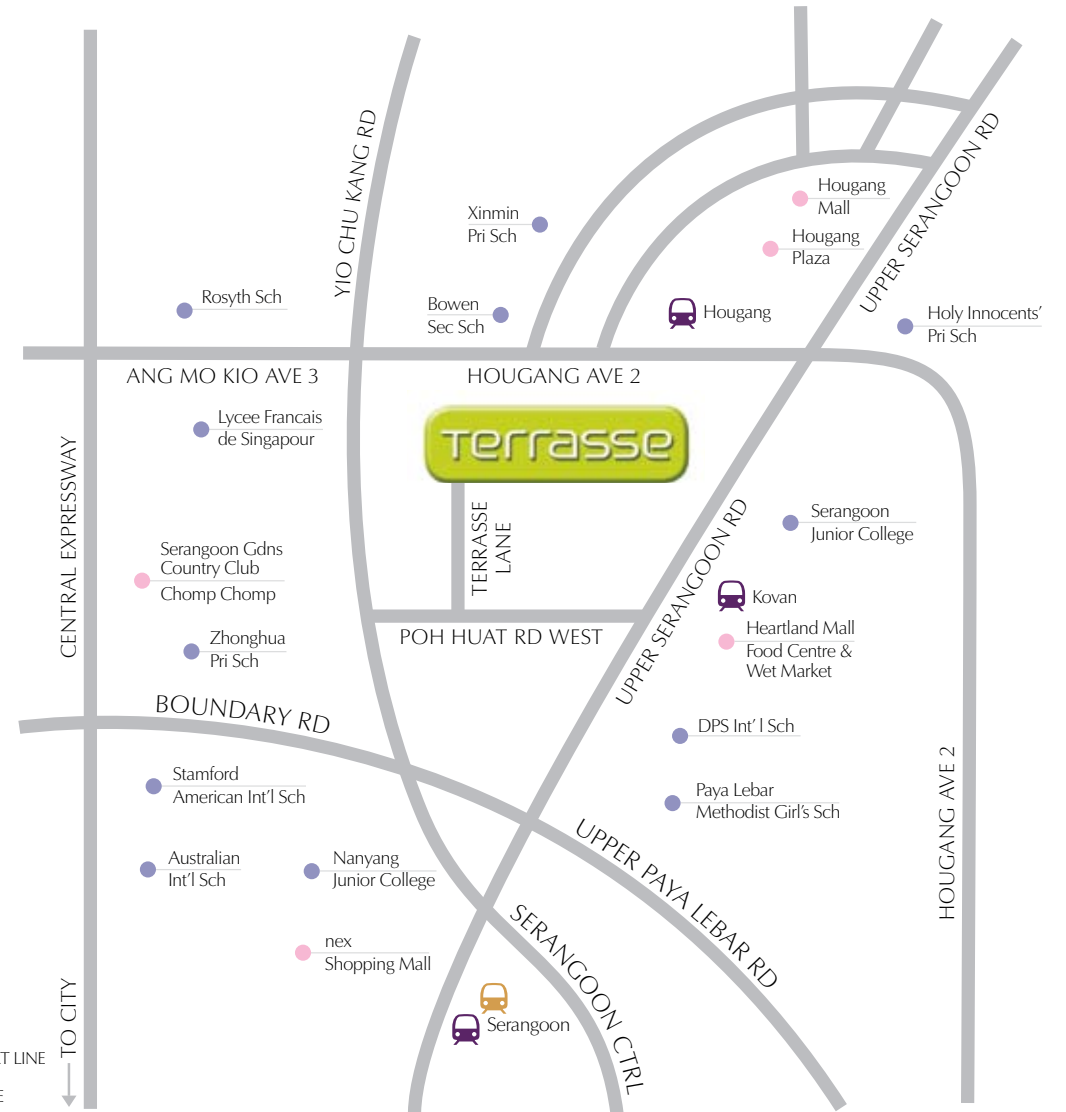 YIO CHU KANG RD
UPPER SERANGOON RD
Hougang
Mall
Hougang
Plaza
Xinmin
Pri Sch
Rosyth Sch
Bowen
Sec Sch
Hougang
Holy Innocents'
Pri Sch
ANG MO KIO AVE 3
HOUGANG AVE 2
Lycee Francais
de Singapour
Terrasse
CENTRAL EXPRESSWAY
TERRASSE
LANE
UPPER SERANGOON RD
Serangoon
Junior College
Serangoon Gdns
Country Club
Chomp Chomp
Kovan
Zhonghua
Pri Sch
POH HUAT RD WEST
Heartland Mall
Food Centre &
Wet Market
BOUNDARY RD
DPS Int' l Sch
Stamford
American Int'l Sch
Paya Lebar
Methodist Girl's Sch
HOUGANG AVE 2
Australian
Int'l Sch
Nanyang
Junior College
UPPER PAYA LEBAR RD
nex
Shopping Mall
SERANGOON CTRL
Serangoon
TO CITY
T LINE
E